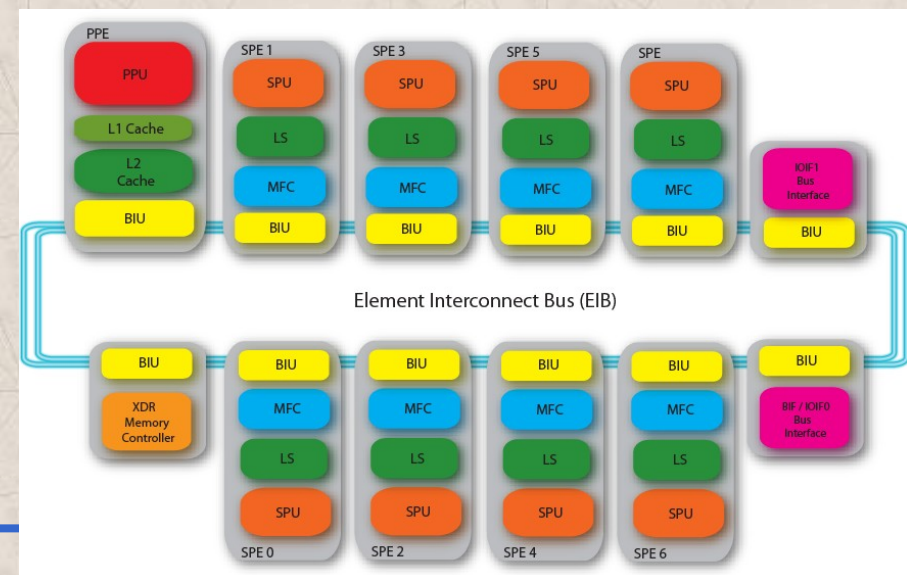 PPE
PPU
L1 Cache
L2
Cache
BIU
SPE 1
SPU
LS
MFC
BIU
SPE 3
SPU
LS
MFC
BIU
SPE 5
SPU
LS
MFC
BIU
SPE
SPU
LS
MFC
BIU
IOIF1
Bus
Interface
BIU
Element Interconnect Bus (EIB)
BIU
XDR
Memory
Controller
BIU
MFC
LS
SPU
SPE 0
BIU
MFC
LS
SPU
SPE 2
BIU
MFC
LS
SPU
SPE 4
BIU
MFC
LS
SPU
SPE 6
BIU
BIF / IOIF0
Bus
Interface